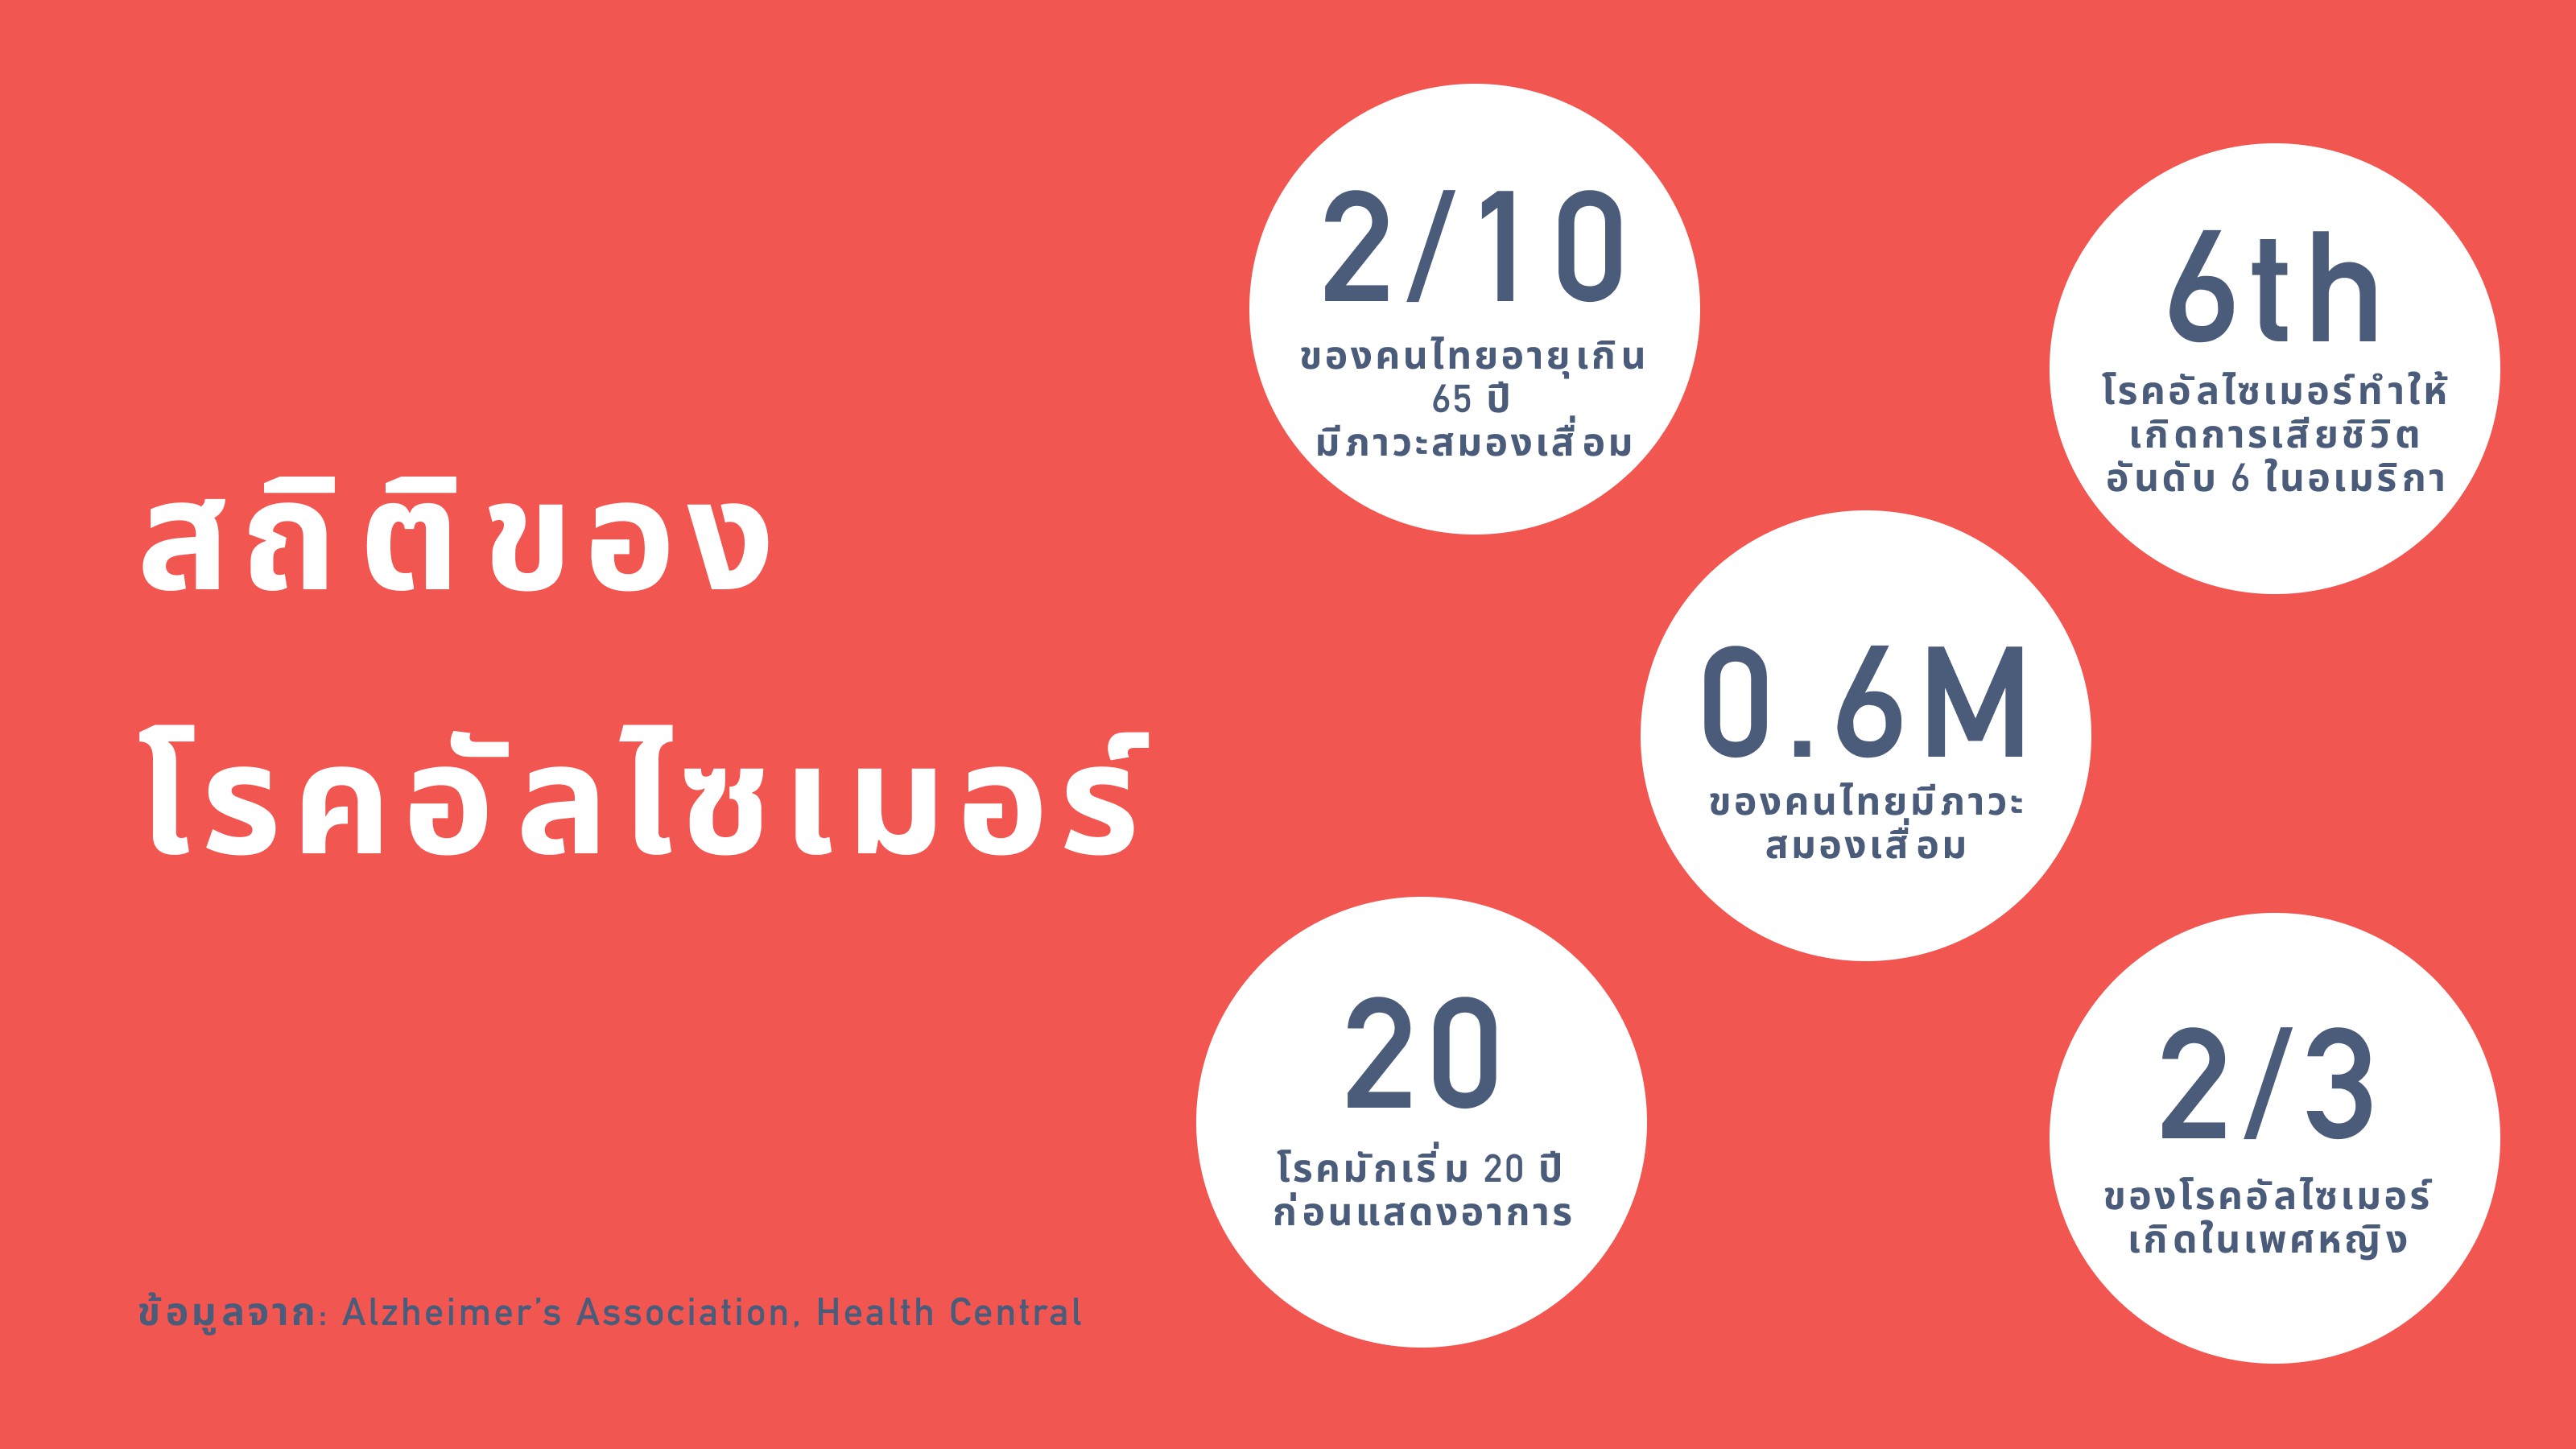 สถิติของ
โรคอัลไซเมอร์
2/10
ของคนไทยอายุเกิน
65 ปี
มีภาวะสมองเสื่อม
6th
โรคอัลไซเมอร์ทำให้
เกิดการเสียชิวิต
อันดับ 6 ในอเมริกา
0.6M
ของคนไทยมีภาวะ
สมองเสื่อม
20
โรคมักเริ่ม 20 ปี
ก่อนแสดงอาการ
2/3
ของโรคอัลไซเมอร์
เกิดในเพศหญิง
ข้อมูลจาก: Alzheimer’s Association, Health Central